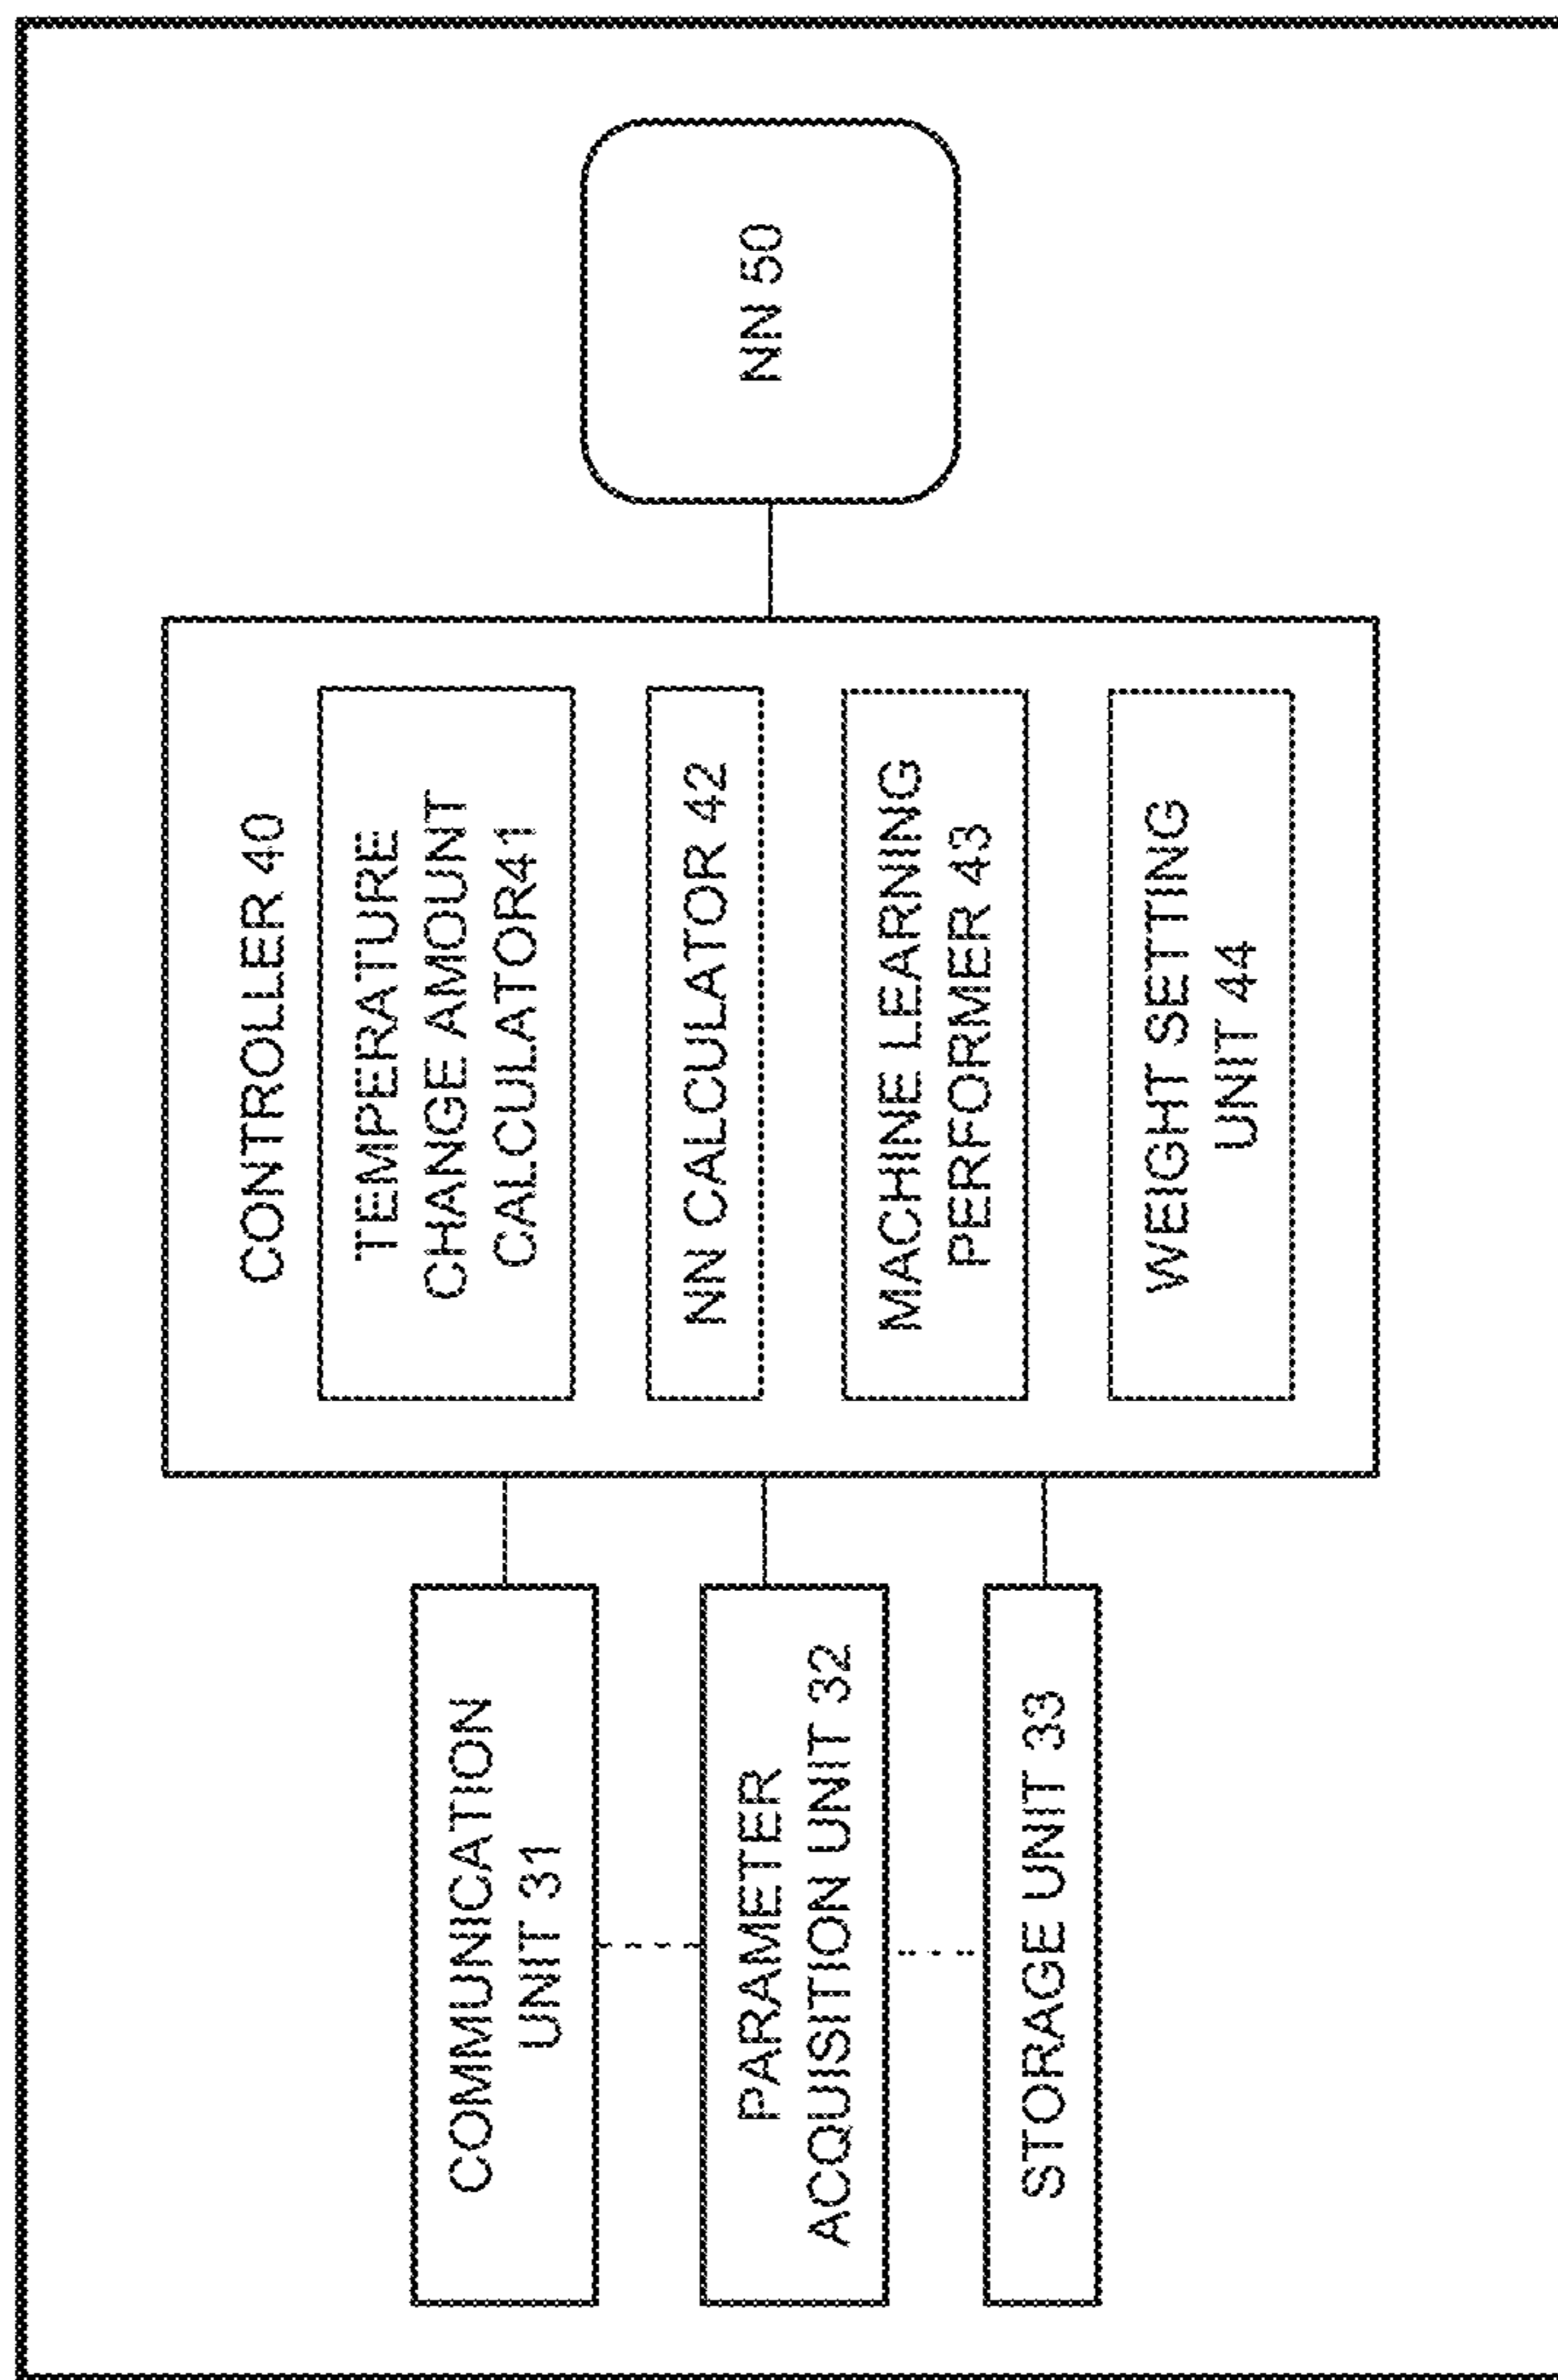 COMMUNICATION
UNIT 31
PARAMETER
ACQUISITION UNIT 32
STORAGE UNIT 33
CONTROLLER 40
TEMPERATURE
CHANGE AMOUNT
CALCULATOR41
NN CALCULATOR 42
MACHINE LEARNING
PERFORMER 43
WEIGHT SETTING
UNIT 44
NN 50